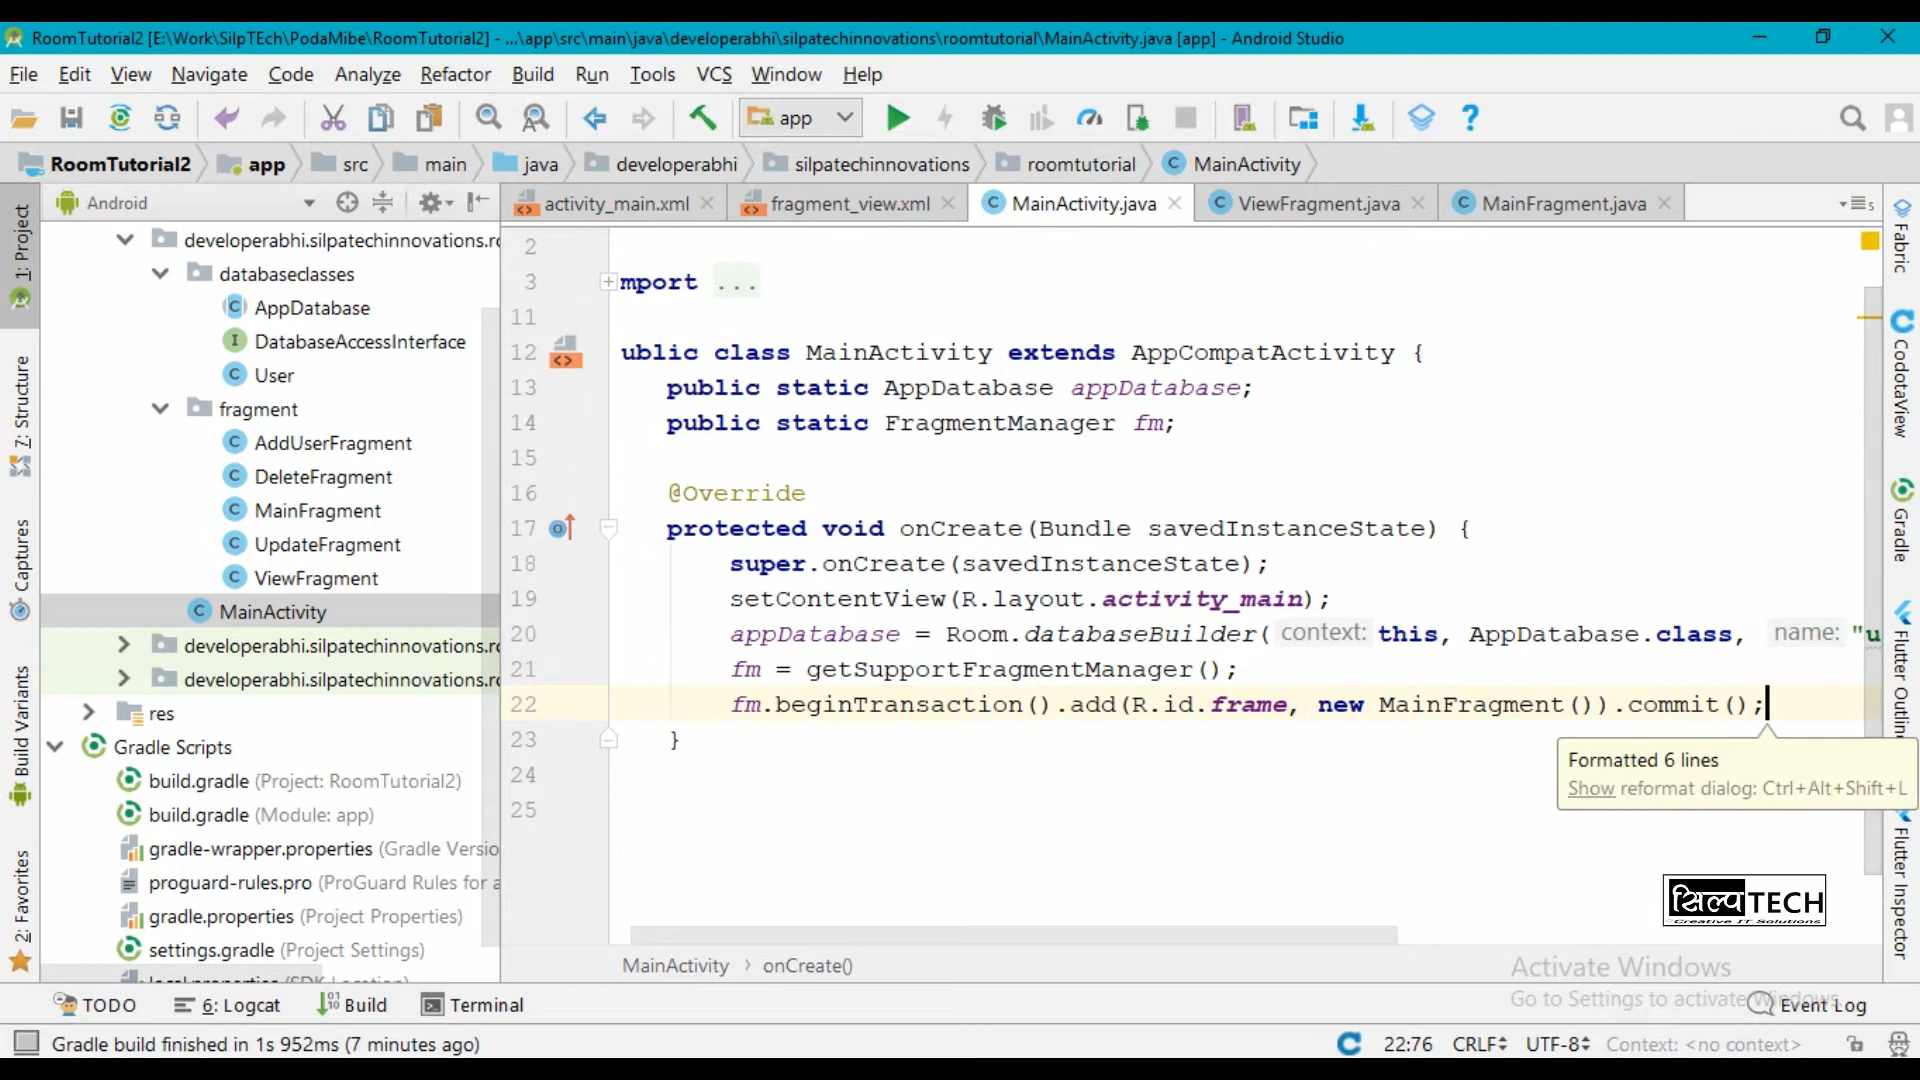 RoomTutorial2 [E:\Work\SilpTEch\PodaMibe\RoomTutorial2] - ...\app\src\main\java\developerabhi\silpatechinnovations\roomtutorial\MainActivity.java [app] - Android Studio
File Edit View Navigate Code Analyze Refactor Build Run Tools VCS Window Help
app
RoomTutorial2 app src main java developerabhi silpatechinnovations roomtutorial MainActivity
Android
activity_main.xml fragment_view.xml MainActivity.java ViewFragment.java MainFragment.java
1: Project
7: Structure
Captures
Build Variants
2: Favorites
developerabhi.silpatechinnovations.ro
databaseclasses
AppDatabase
DatabaseAccessInterface
User
fragment
AddUserFragment
DeleteFragment
MainFragment
UpdateFragment
ViewFragment
MainActivity
developerabhi.silpatechinnovations.ro
developerabhi.silpatechinnovations.ro
res
Gradle Scripts
build.gradle (Project: RoomTutorial2)
build.gradle (Module: app)
gradle-wrapper.properties (Gradle Versio
proguard-rules.pro (ProGuard Rules for a
gradle.properties (Project Properties)
settings.gradle (Project Settings)
local.properties (SDK Location)
2
3 mport ...
11
12 ublic class MainActivity extends AppCompatActivity {
13 public static AppDatabase appDatabase;
14 public static FragmentManager fm;
15
16 @Override
17 protected void onCreate(Bundle savedInstanceState) {
18 super.onCreate(savedInstanceState);
19 setContentView(R.layout.activity_main);
20 appDatabase = Room.databaseBuilder( context: this, AppDatabase.class, name: "u
21 fm = getSupportFragmentManager();
22 fm.beginTransaction().add(R.id.frame, new MainFragment()).commit();
23 }
24
25
Formatted 6 lines
Show reformat dialog: Ctrl+Alt+Shift+L
सिल्प TECH
Creative IT Solutions
MainActivity › onCreate()
Activate Windows
Go to Settings to activate Windows.
Fabric
CodotaView
Gradle
Flutter Outline
Flutter Inspector
TODO 6: Logcat Build Terminal Event Log
Gradle build finished in 1s 952ms (7 minutes ago) 22:76 CRLF UTF-8 Context: <no context>